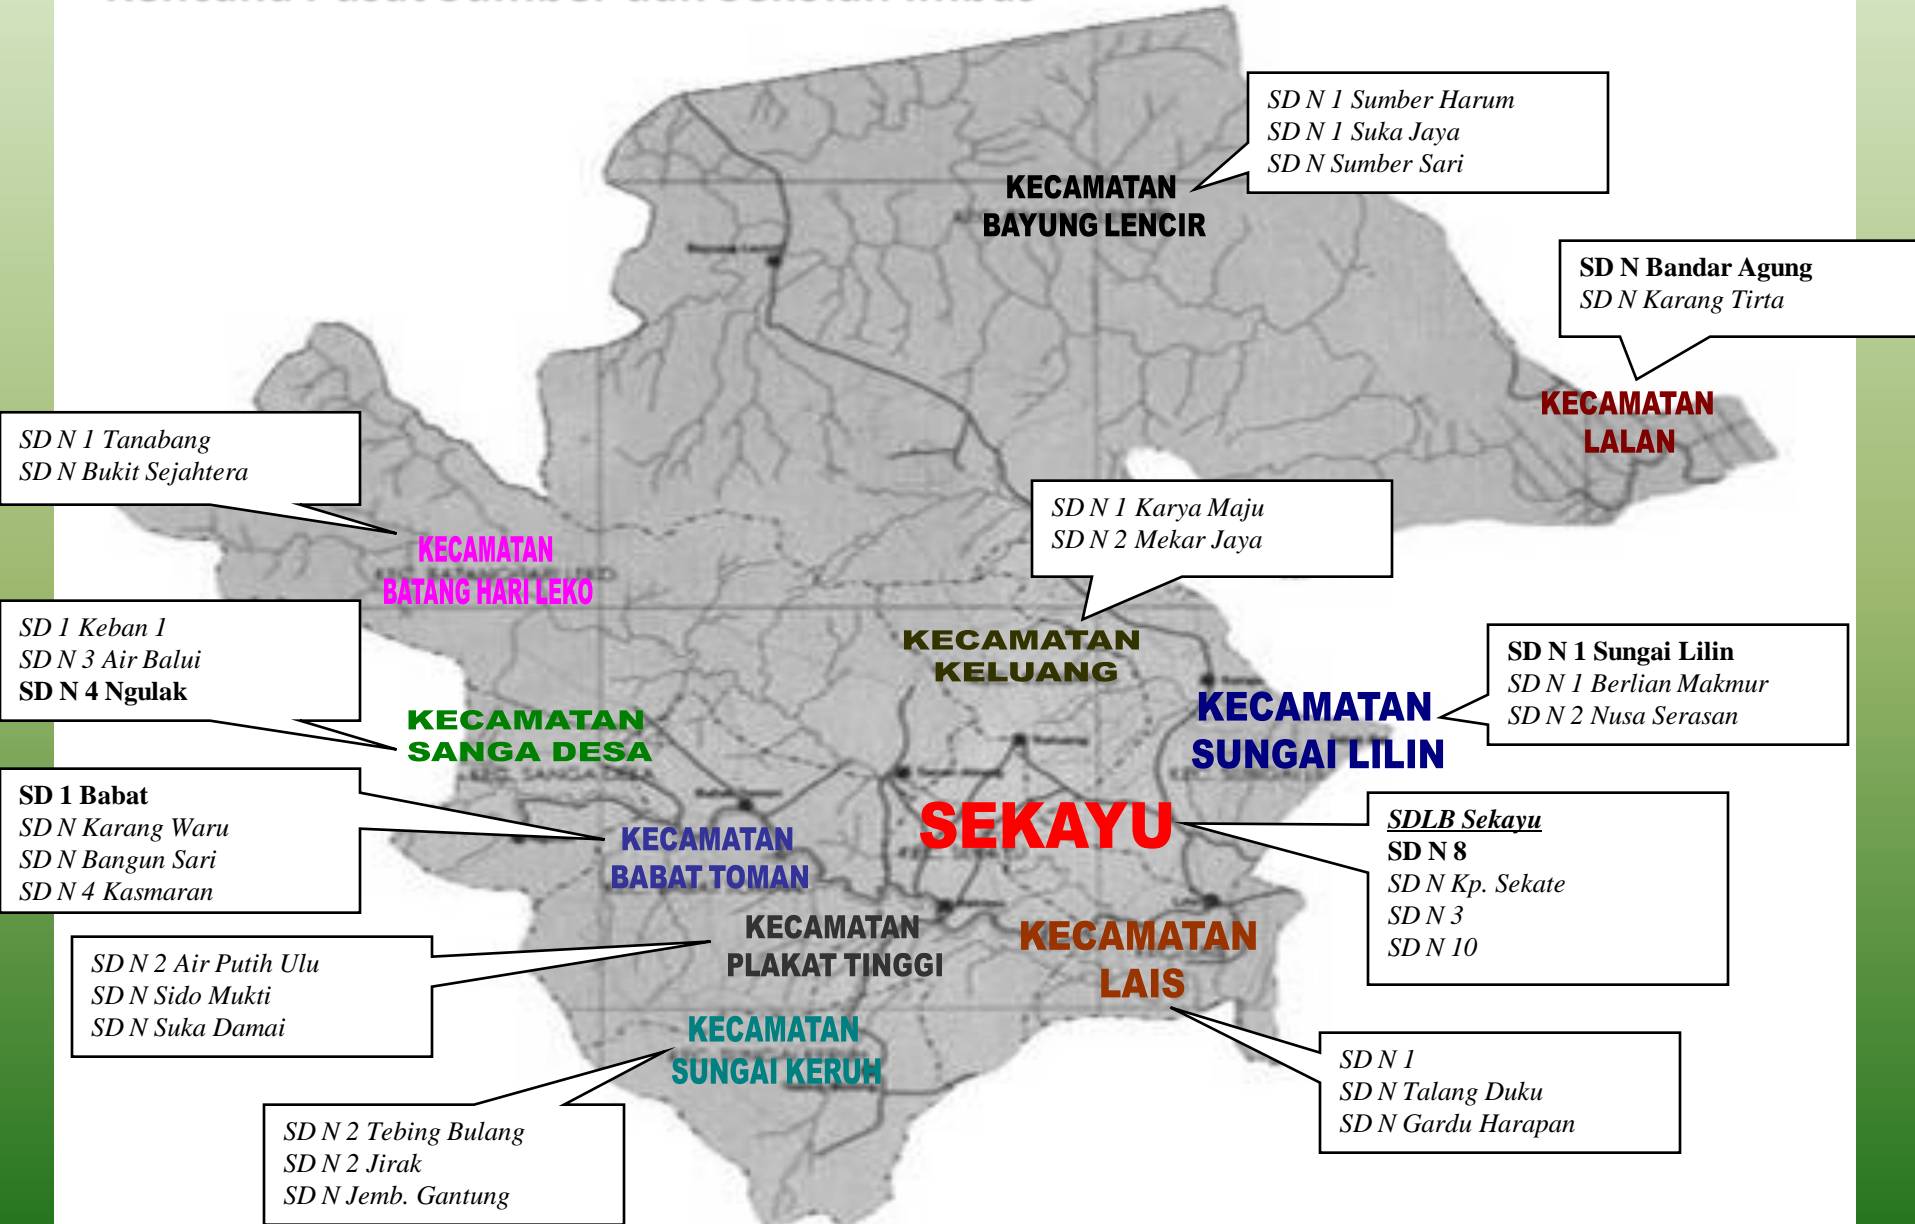 SD N 1 Sumber Harum
SD N 1 Suka Jaya
SD N Sumber Sari
KECAMATAN
BAYUNG LENCIR
SD N Bandar Agung
SD N Karang Tirta
KECAMATAN
LALAN
SD N 1 Tanabang
SD N Bukit Sejahtera
KECAMATAN
BATANG HARI LEKO
SD N 1 Karya Maju
SD N 2 Mekar Jaya
KECAMATAN
KELUANG
SD 1 Keban 1
SD N 3 Air Balui
SD N 4 Ngulak
KECAMATAN
SANGA DESA
KEC. SANGA DESA
SD N 1 Sungai Lilin
SD N 1 Berlian Makmur
SD N 2 Nusa Serasan
KECAMATAN
SUNGAI LILIN
SD 1 Babat
SD N Karang Waru
SD N Bangun Sari
SD N 4 Kasmaran
KECAMATAN
BABAT TOMAN
SEKAYU
SDLB Sekayu
SD N 8
SD N Kp. Sekate
SD N 3
SD N 10
KECAMATAN
PLAKAT TINGGI
KECAMATAN
LAIS
SD N 2 Air Putih Ulu
SD N Sido Mukti
SD N Suka Damai
KECAMATAN
SUNGAI KERUH
SD N 1
SD N Talang Duku
SD N Gardu Harapan
SD N 2 Tebing Bulang
SD N 2 Jirak
SD N Jemb. Gantung